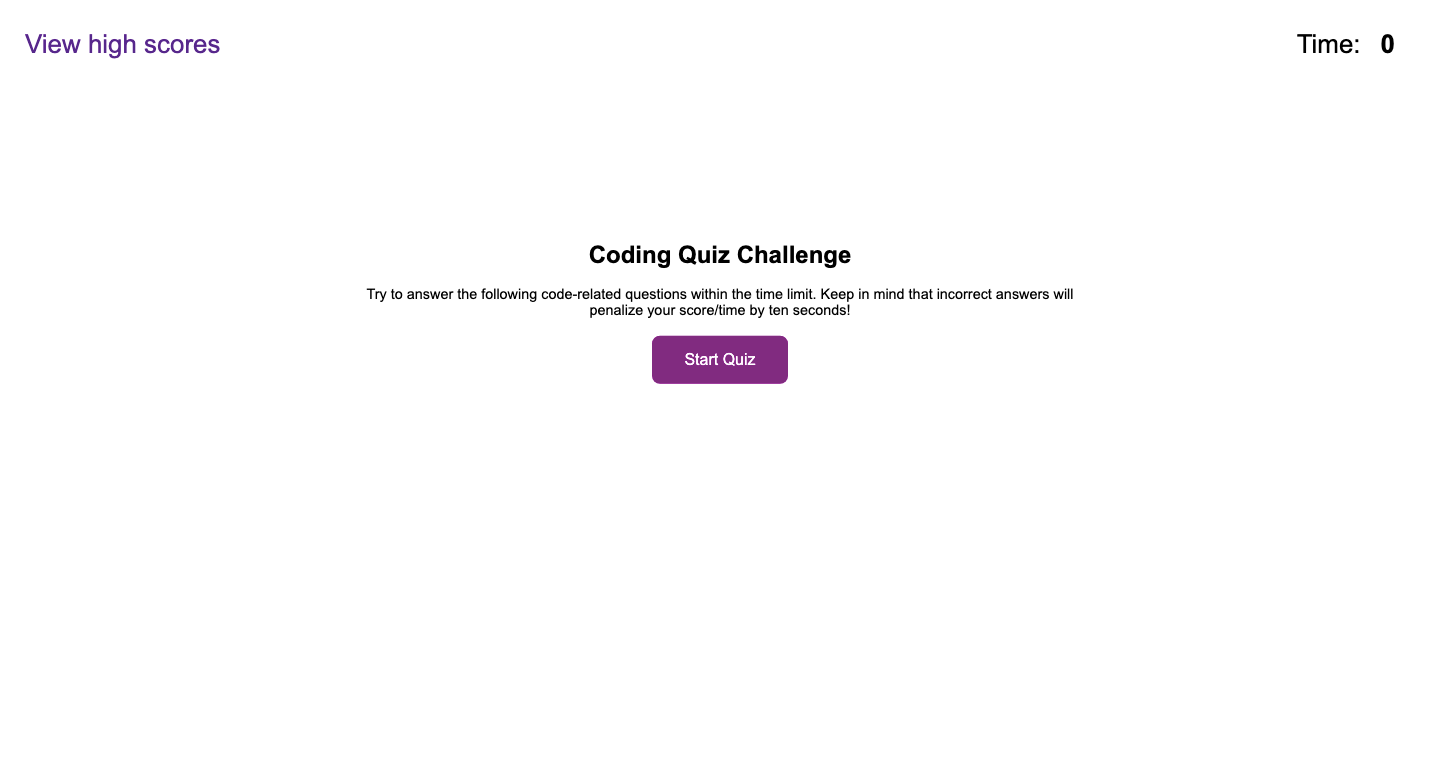 View high scores
Time: 0
Coding Quiz Challenge
Try to answer the following code-related questions within the time limit. Keep in mind that incorrect answers will
penalize your score/time by ten seconds!
Start Quiz